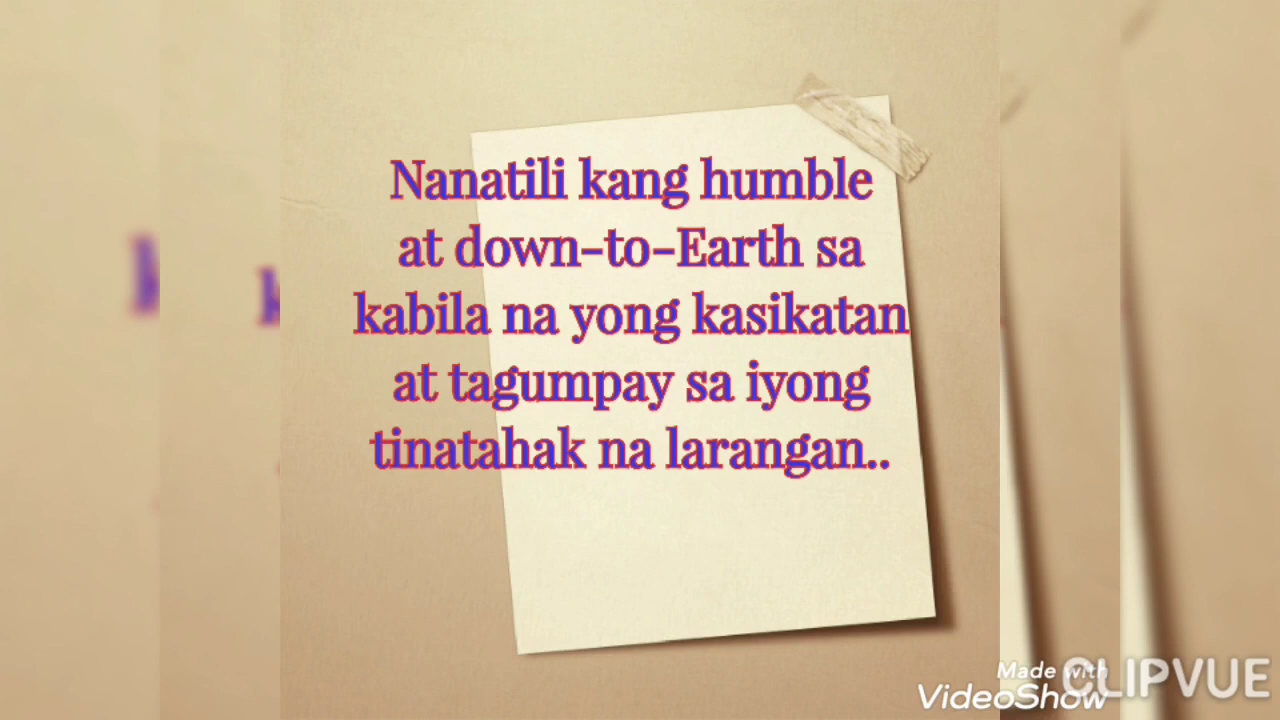 Nanatili kang humble
at down-to-Earth sa
kabila na yong kasikatan
at tagumpay sa iyong
tinatahak na larangan..
Made with
VideoShow
CLIPVUE